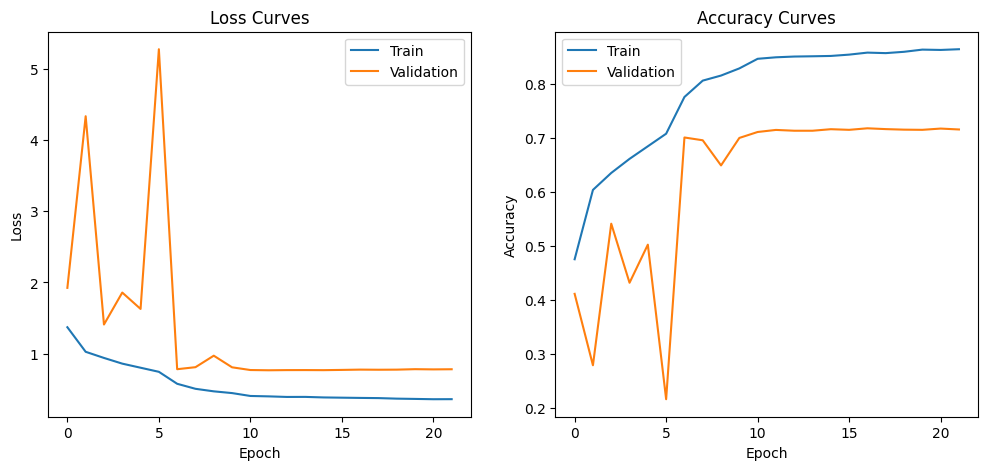 Loss Curves
Train
Validation
5
4
3
2
1
Loss
0
5
10
15
20
Epoch
Accuracy Curves
Train
Validation
0.8
0.7
0.6
0.5
0.4
0.3
0.2
Accuracy
0
5
10
15
20
Epoch